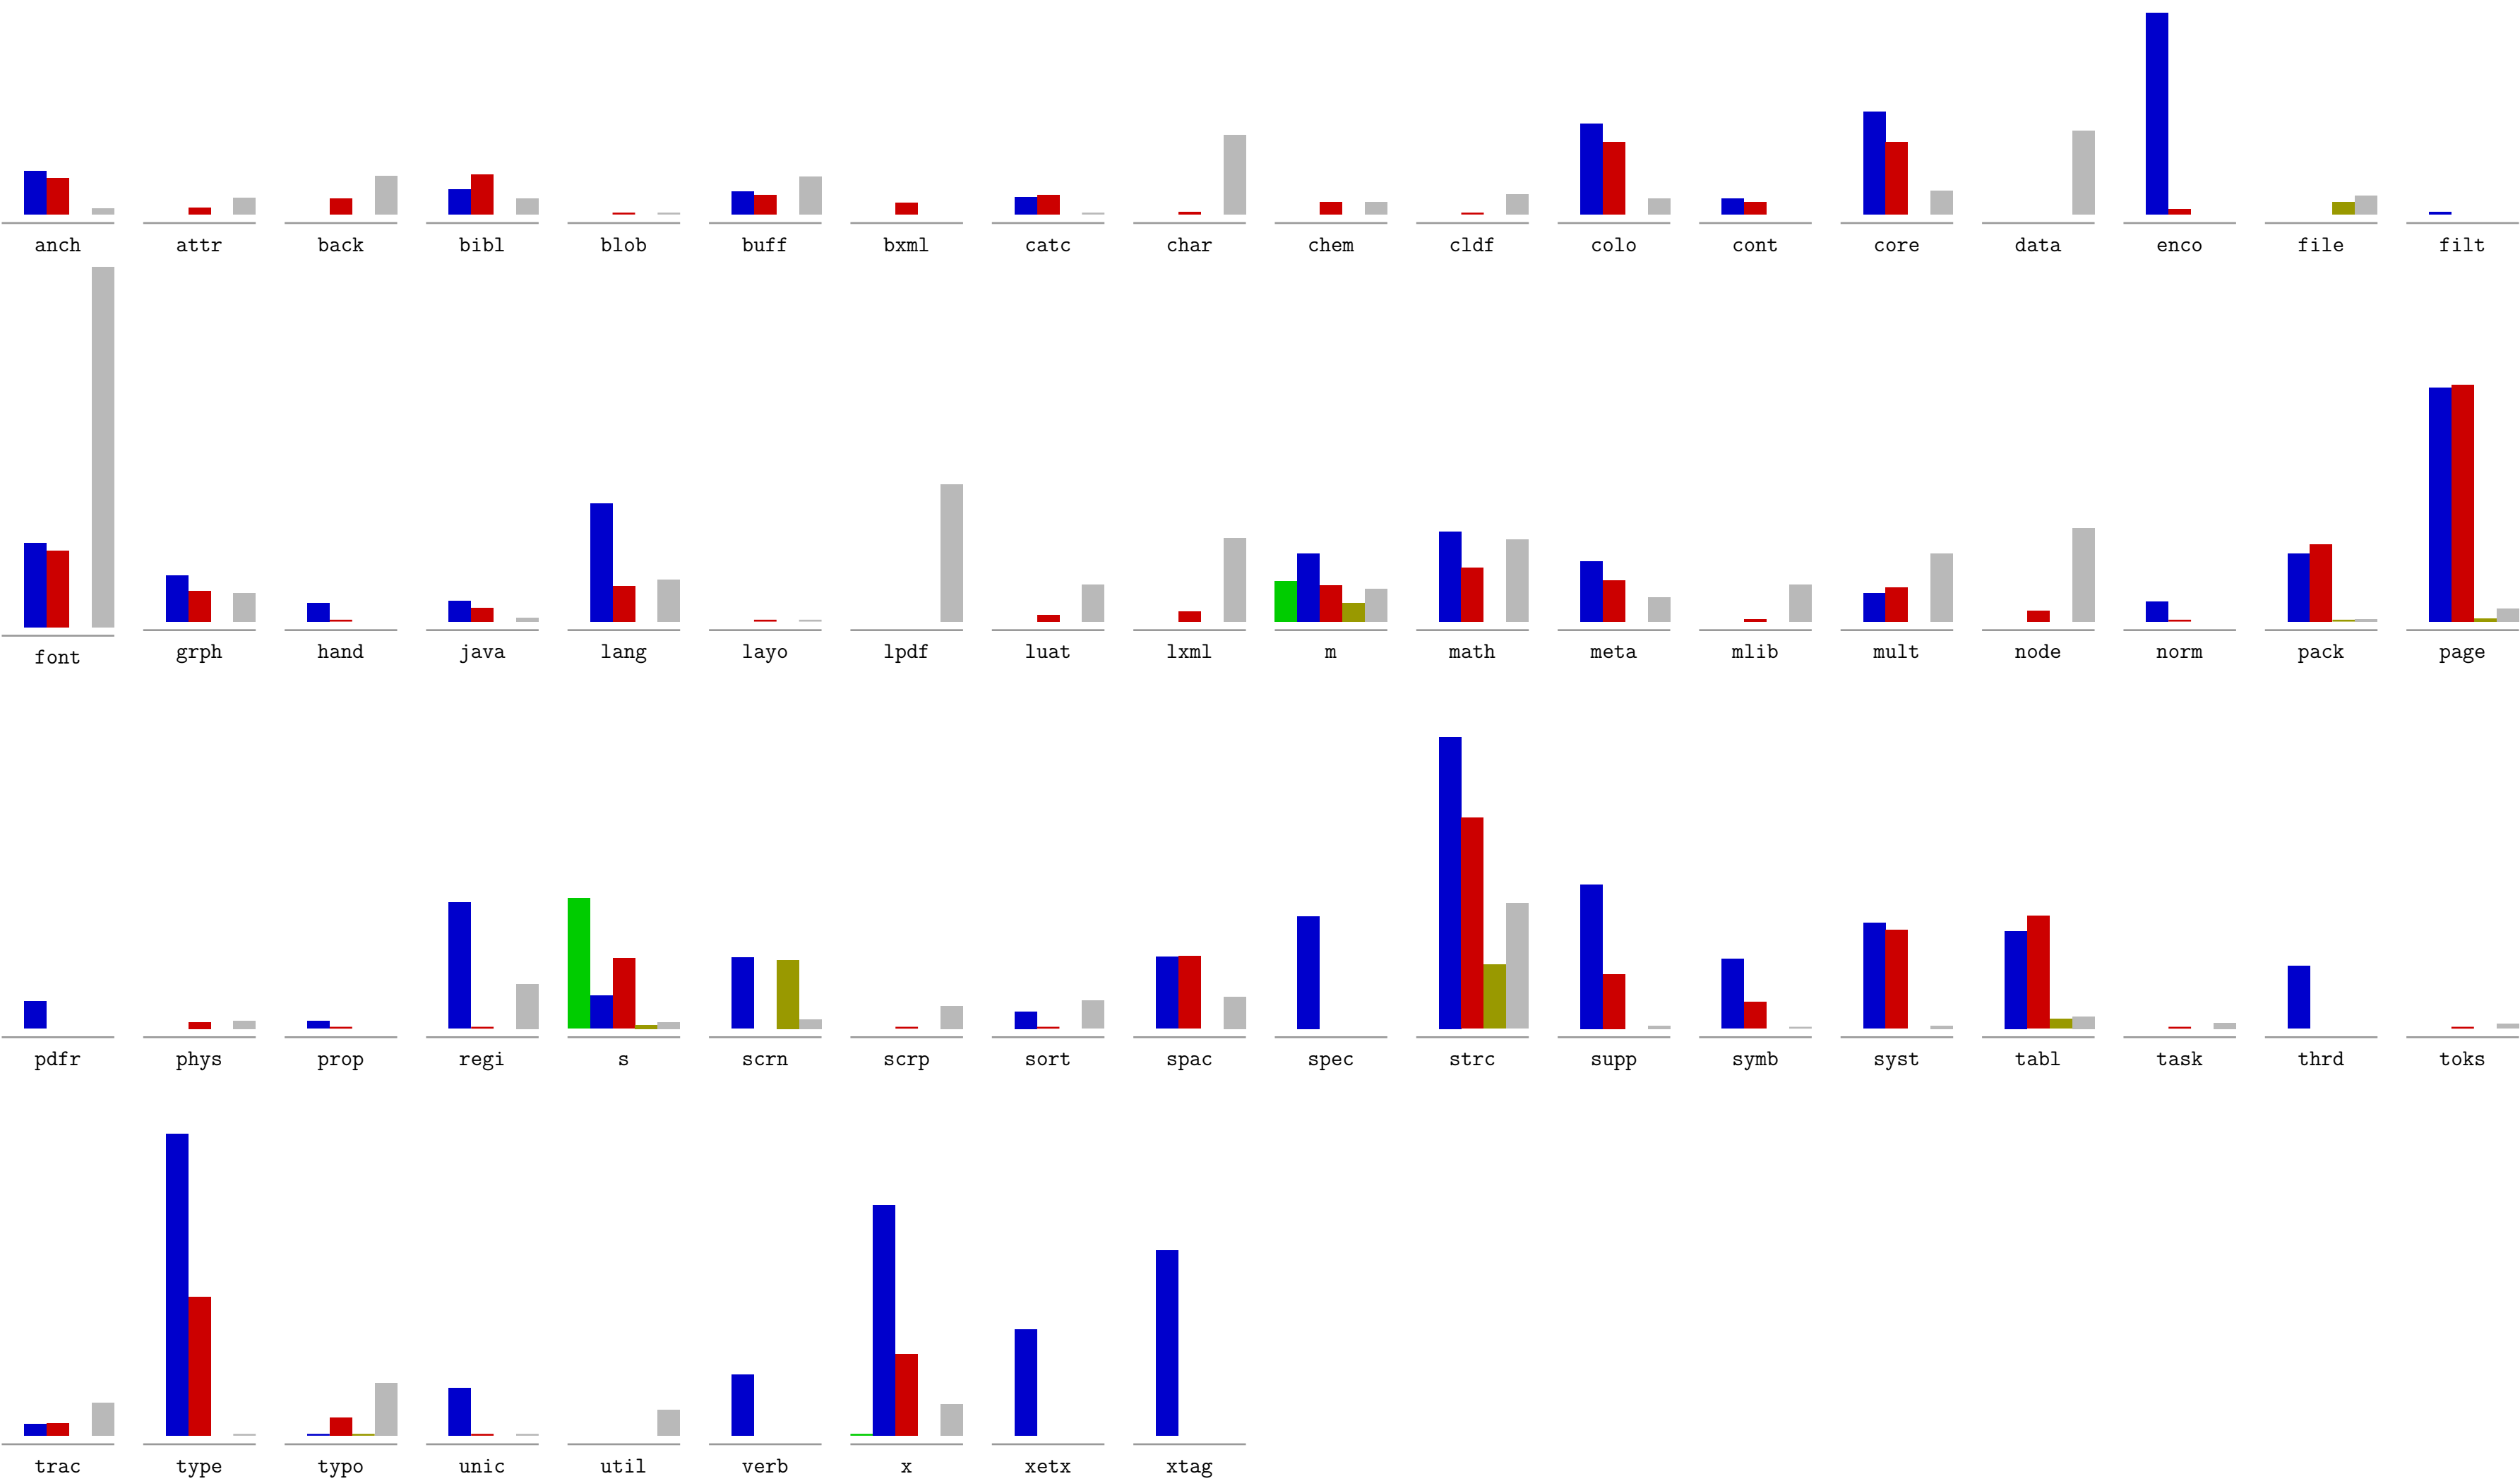 anch attr back bibl blob buff bxml catc char chem cldf colo cont core data enco file filt
font grph hand java lang layo lpdf luat lxml m math meta mlib mult node norm pack page
pdfr phys prop regi s scrn scrp sort spac spec strc supp symb syst tabl task thrd toks
trac type typo unic util verb x xetx xtag